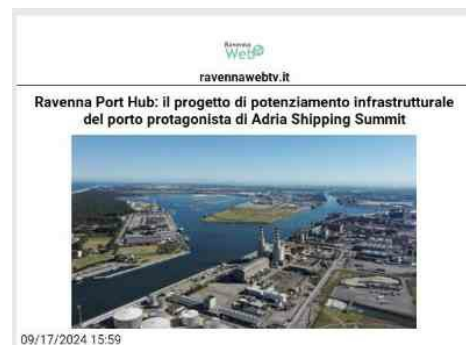 Ravenna
Web
ravennawebtv.it
Ravenna Port Hub: il progetto di potenziamento infrastrutturale
del porto protagonista di Adria Shipping Summit
09/17/2024 15:59